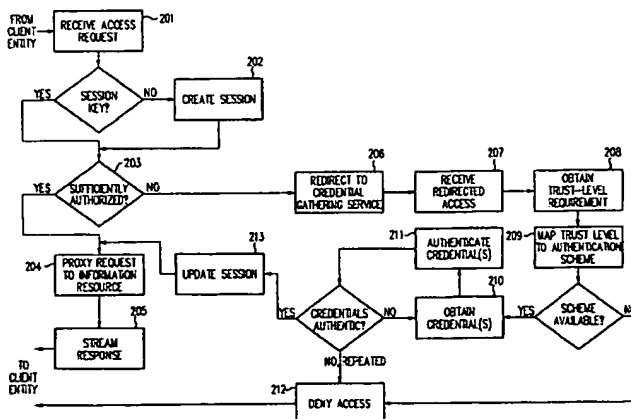 FROM
CLIENT
ENTITY
RECEIVE ACCESS
REQUEST
201
SESSION
KEY?
YES
NO
202
CREATE SESSION
203
SUFFICIENTLY
AUTHORIZED?
YES
NO
206
REDIRECT TO
CREDENTIAL
GATHERING SERVICE
207
RECEIVE
REDIRECTED
ACCESS
208
OBTAIN
TRUST-LEVEL
REQUIREMENT
209
MAP TRUST LEVEL
TO AUTHENTICATION
SCHEME
SCHEME
AVAILABLE?
YES
210
OBTAIN
CREDENTIAL(S)
211
AUTHENTICATE
CREDENTIAL(S)
CREDENTIALS
AUTHENTIC?
YES
NO
NO, REPEATED
213
UPDATE SESSION
204
PROXY REQUEST
TO INFORMATION
RESOURCE
205
STREAM
RESPONSE
TO
CLIENT
ENTITY
212
DENY ACCESS